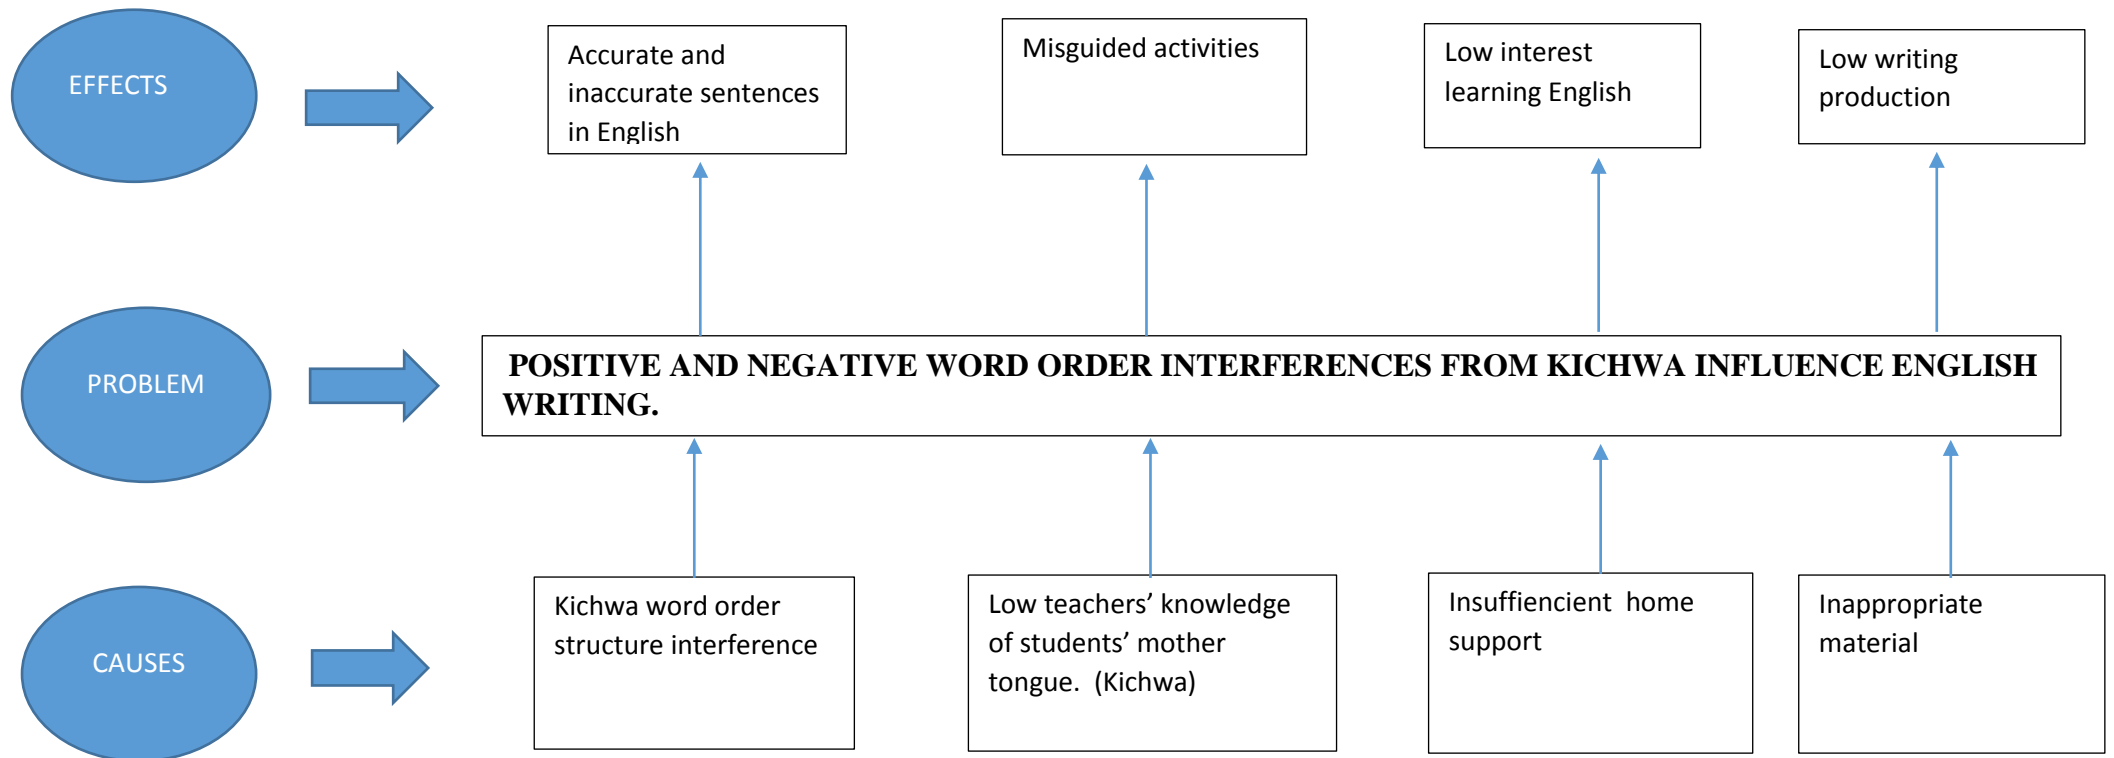 EFFECTS
Accurate and
inaccurate sentences
in English
Misguided activities
Low interest
learning English
Low writing
production
PROBLEM
POSITIVE AND NEGATIVE WORD ORDER INTERFERENCES FROM KICHWA INFLUENCE ENGLISH
WRITING.
CAUSES
Kichwa word order
structure interference
Low teachers’ knowledge
of students’ mother
tongue.  (Kichwa)
Insuffiencient  home
support
Inappropriate
material